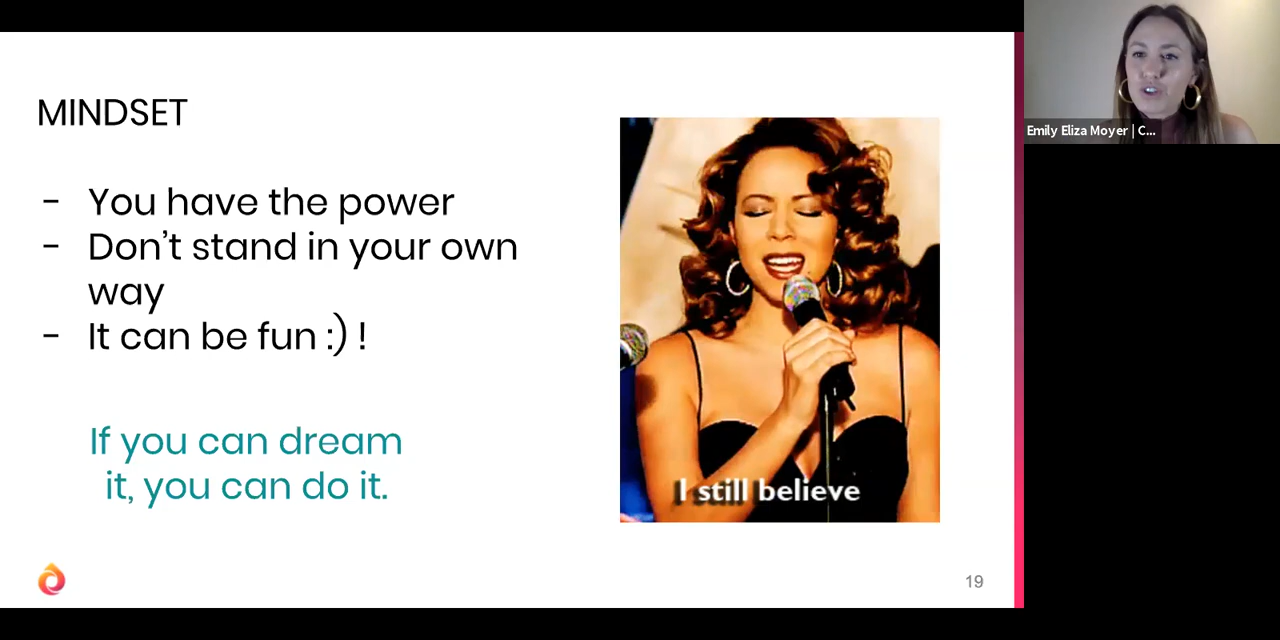 MINDSET
- You have the power
- Don’t stand in your own
way
- It can be fun :) !
If you can dream
it, you can do it.
I still believe
19
Emily Eliza Moyer | C...